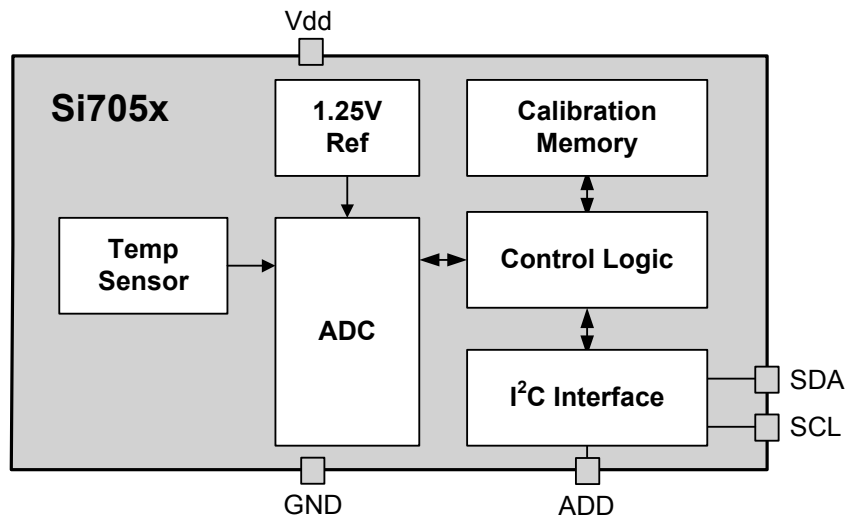 Vdd
Si705x
1.25V
Ref
Calibration
Memory
Temp
Sensor
ADC
Control Logic
I²C Interface
SDA
SCL
GND
ADD